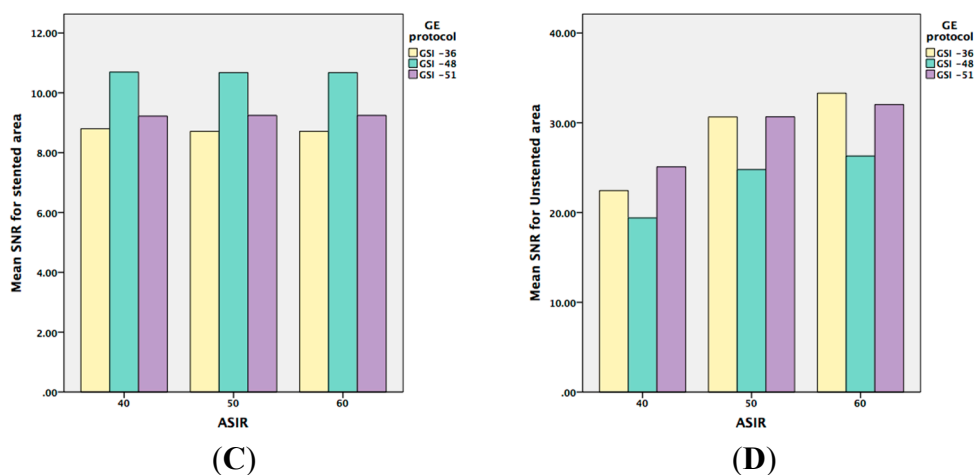 12.00
10.00
8.00
6.00
4.00
2.00
.00
Mean SNR for stented area
40
50
60
ASIR
GE
protocol
GSI -36
GSI -48
GSI -51
(C)
40.00
30.00
20.00
10.00
.00
Mean SNR for Unstented area
40
50
60
ASIR
GE
protocol
GSI -36
GSI -48
GSI -51
(D)